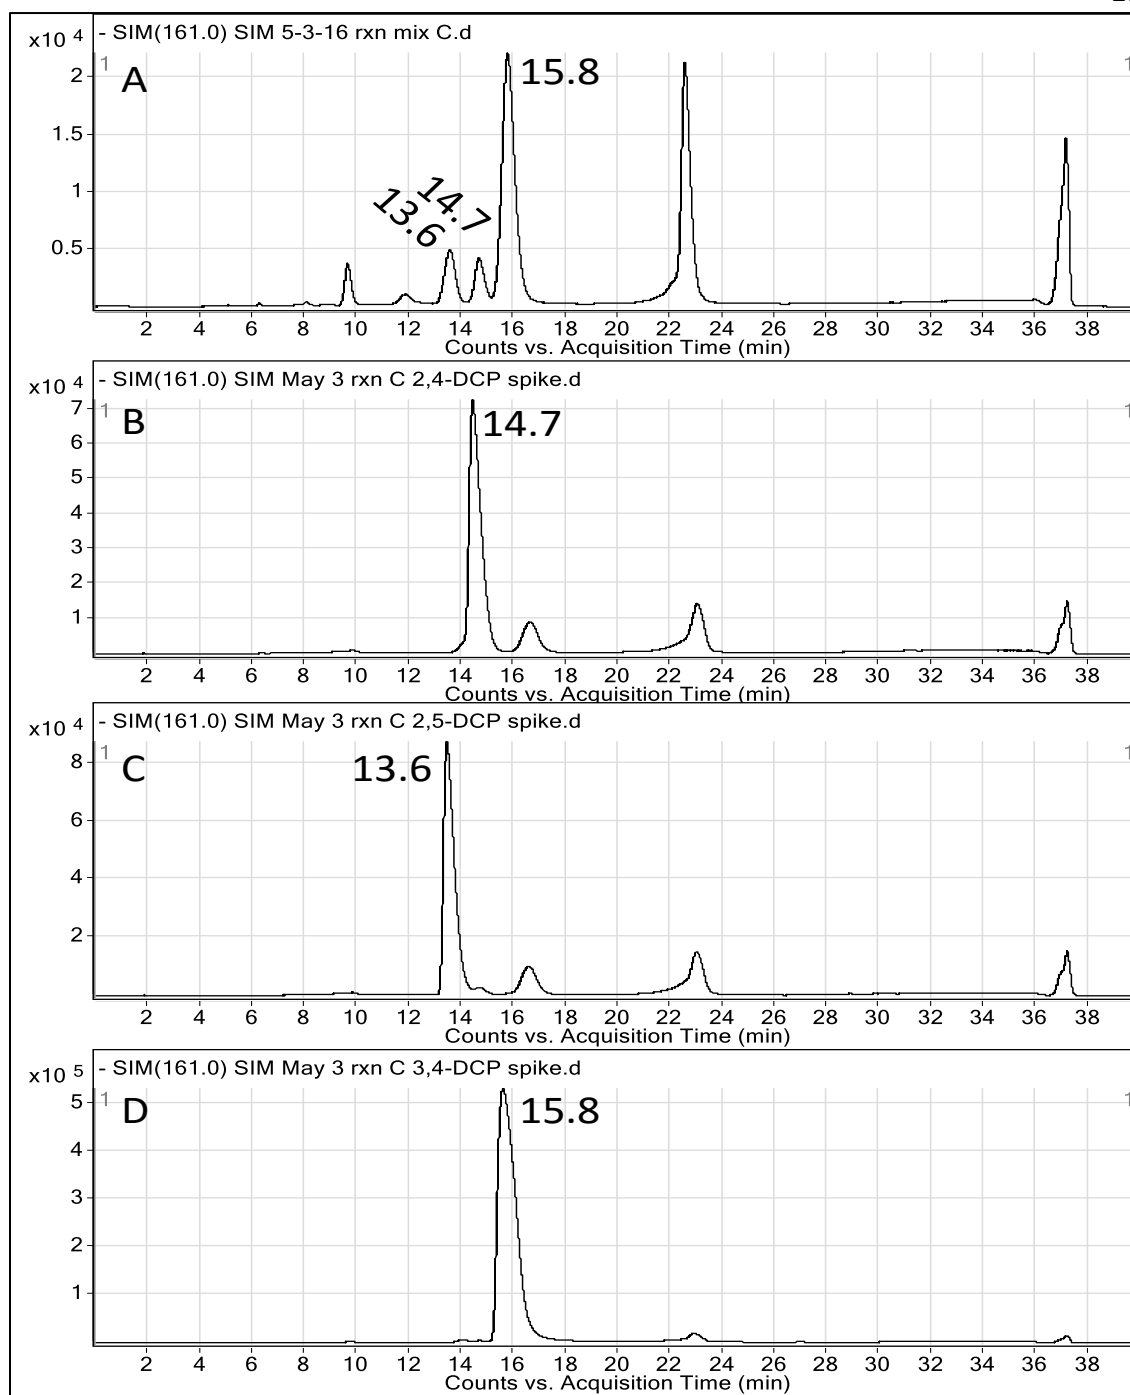 - SIM(161.0) SIM 5-3-16 rxn mix C.d
x10 4
1
1
A
15.8
14.7
13.6
2
1.5
1
0.5
2 4 6 8 10 12 14 16 18 20 22 24 26 28 30 32 34 36 38
Counts vs. Acquisition Time (min)
- SIM(161.0) SIM May 3 rxn C 2,4-DCP spike.d
x10 4
1
1
B
14.7
7
6
5
4
3
2
1
2 4 6 8 10 12 14 16 18 20 22 24 26 28 30 32 34 36 38
Counts vs. Acquisition Time (min)
- SIM(161.0) SIM May 3 rxn C 2,5-DCP spike.d
x10 4
1
1
C
13.6
8
6
4
2
2 4 6 8 10 12 14 16 18 20 22 24 26 28 30 32 34 36 38
Counts vs. Acquisition Time (min)
- SIM(161.0) SIM May 3 rxn C 3,4-DCP spike.d
x10 5
1
1
D
15.8
5
4
3
2
1
2 4 6 8 10 12 14 16 18 20 22 24 26 28 30 32 34 36 38
Counts vs. Acquisition Time (min)